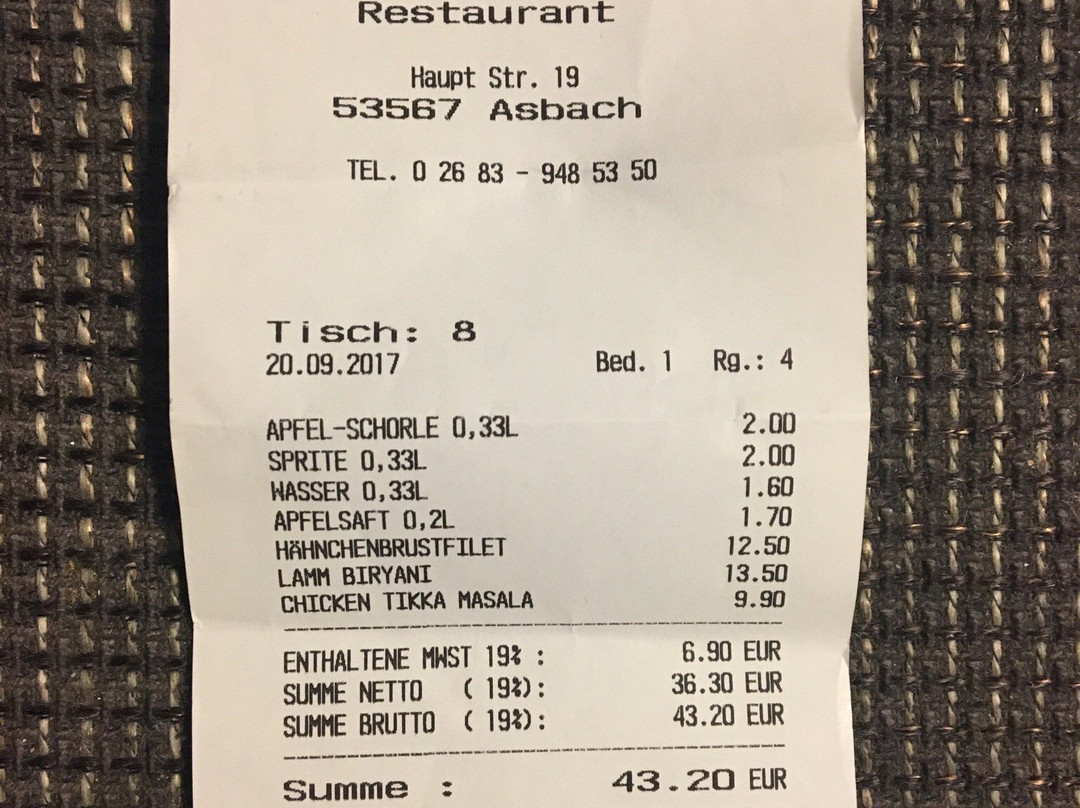 Restaurant
Haupt Str. 19
53567 Asbach
TEL. 0 26 83 - 948 53 50
Tisch: 8
20.09.2017 Bed. 1 Rg.: 4
APFEL-SCHORLE 0,33L 2.00
SPRITE 0,33L 2.00
WASSER 0,33L 1.60
APFELSAFT 0,2L 1.70
HäHNCHENBRUSTFILET 12.50
LAMM BIRYANI 13.50
CHICKEN TIKKA MASALA 9.90
ENTHALTENE MWST 19% : 6.90 EUR
SUMME NETTO ( 19%): 36.30 EUR
SUMME BRUTTO ( 19%): 43.20 EUR
Summe : 43.20 EUR